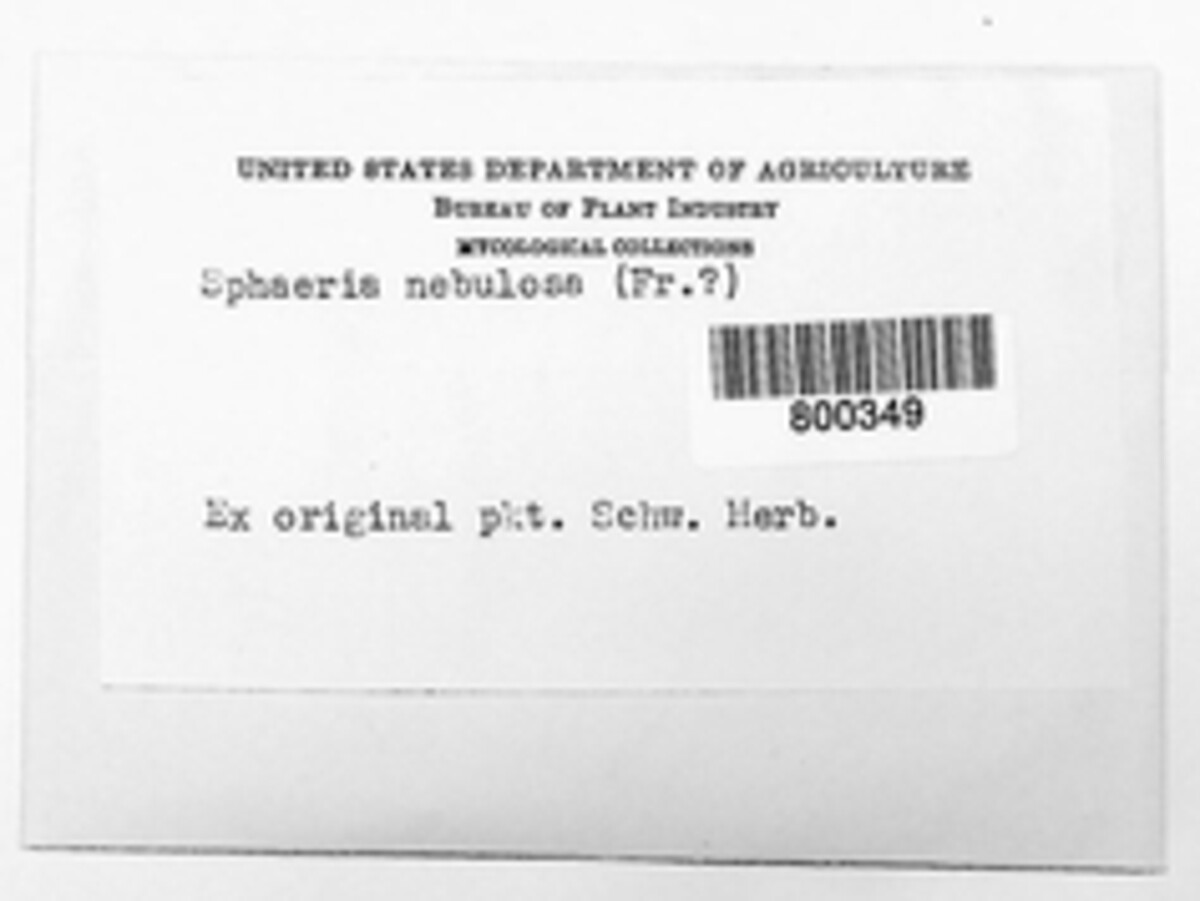 UNITED STATES DEPARTMENT OF AGRICULTURE
BUREAU OF PLANT INDUSTRY
MYCOLOGICAL COLLECTIONS
Sphaeria nebulosa (Fr.?)
800349
Ex original pkt. Schw. Herb.